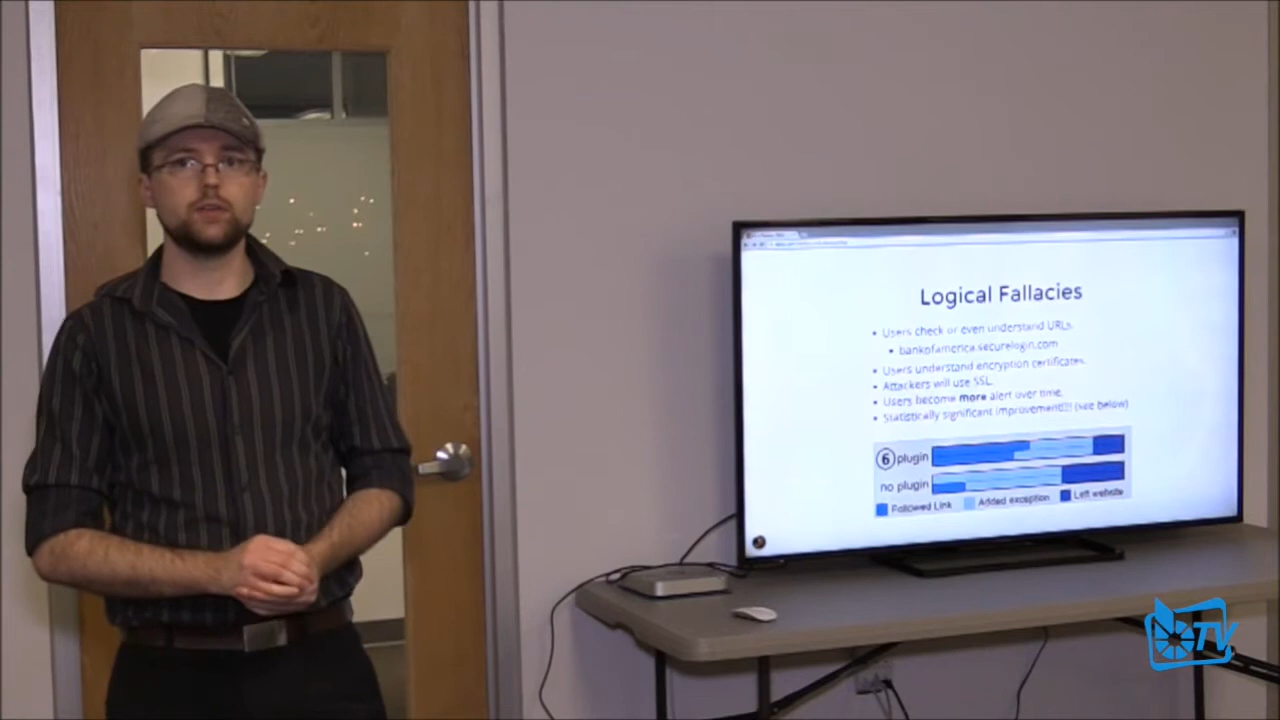 Logical Fallacies
• Users check or even understand URLs.
• bankofamerica.securelogin.com
• Users understand encryption certificates.
• Attackers will use SSL.
• Users become more alert over time.
• Statistically significant improvement!!! (see below)
6 plugin
no plugin
Followed Link Added exception Left website
TV